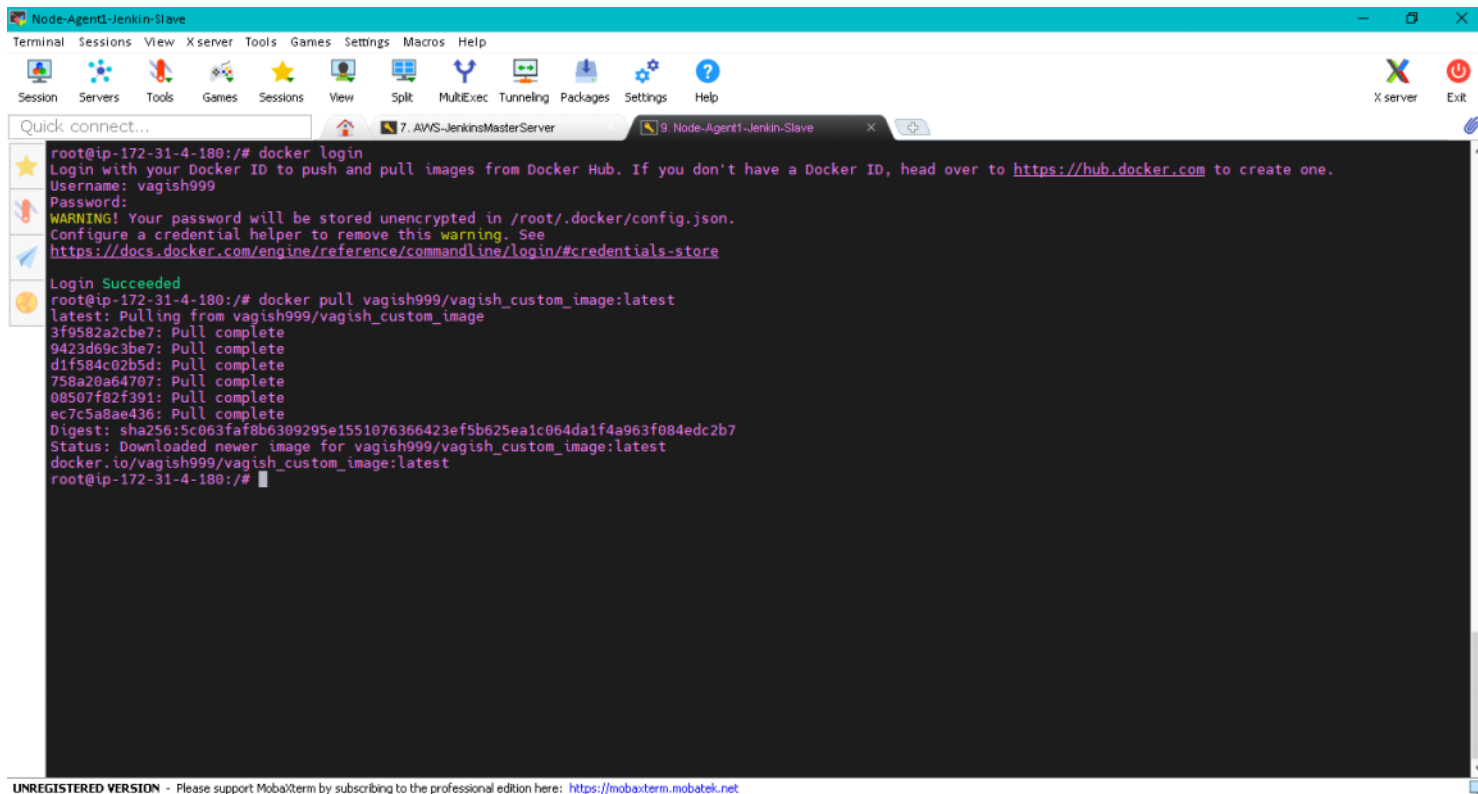 Node-Agent1-Jenkin-Slave
Terminal Sessions View X server Tools Games Settings Macros Help
Session Servers Tools Games Sessions View Split MultiExec Tunneling Packages Settings Help X server Exit
Quick connect... 7. AWS-JenkinsMasterServer 9. Node-Agent1-Jenkin-Slave
root@ip-172-31-4-180:/# docker login
Login with your Docker ID to push and pull images from Docker Hub. If you don't have a Docker ID, head over to https://hub.docker.com to create one.
Username: vagish999
Password:
WARNING! Your password will be stored unencrypted in /root/.docker/config.json.
Configure a credential helper to remove this warning. See
https://docs.docker.com/engine/reference/commandline/login/#credentials-store
Login Succeeded
root@ip-172-31-4-180:/# docker pull vagish999/vagish_custom_image:latest
latest: Pulling from vagish999/vagish_custom_image
3f9582a2cbe7: Pull complete
9423d69c3be7: Pull complete
d1f584c02b5d: Pull complete
758a20a64707: Pull complete
08507f82f391: Pull complete
ec7c5a8ae436: Pull complete
Digest: sha256:5c063faf8b6309295e1551076366423ef5b625ea1c064da1f4a963f084edc2b7
Status: Downloaded newer image for vagish999/vagish_custom_image:latest
docker.io/vagish999/vagish_custom_image:latest
root@ip-172-31-4-180:/#
UNREGISTERED VERSION - Please support MobaXterm by subscribing to the professional edition here: https://mobaxterm.mobatek.net